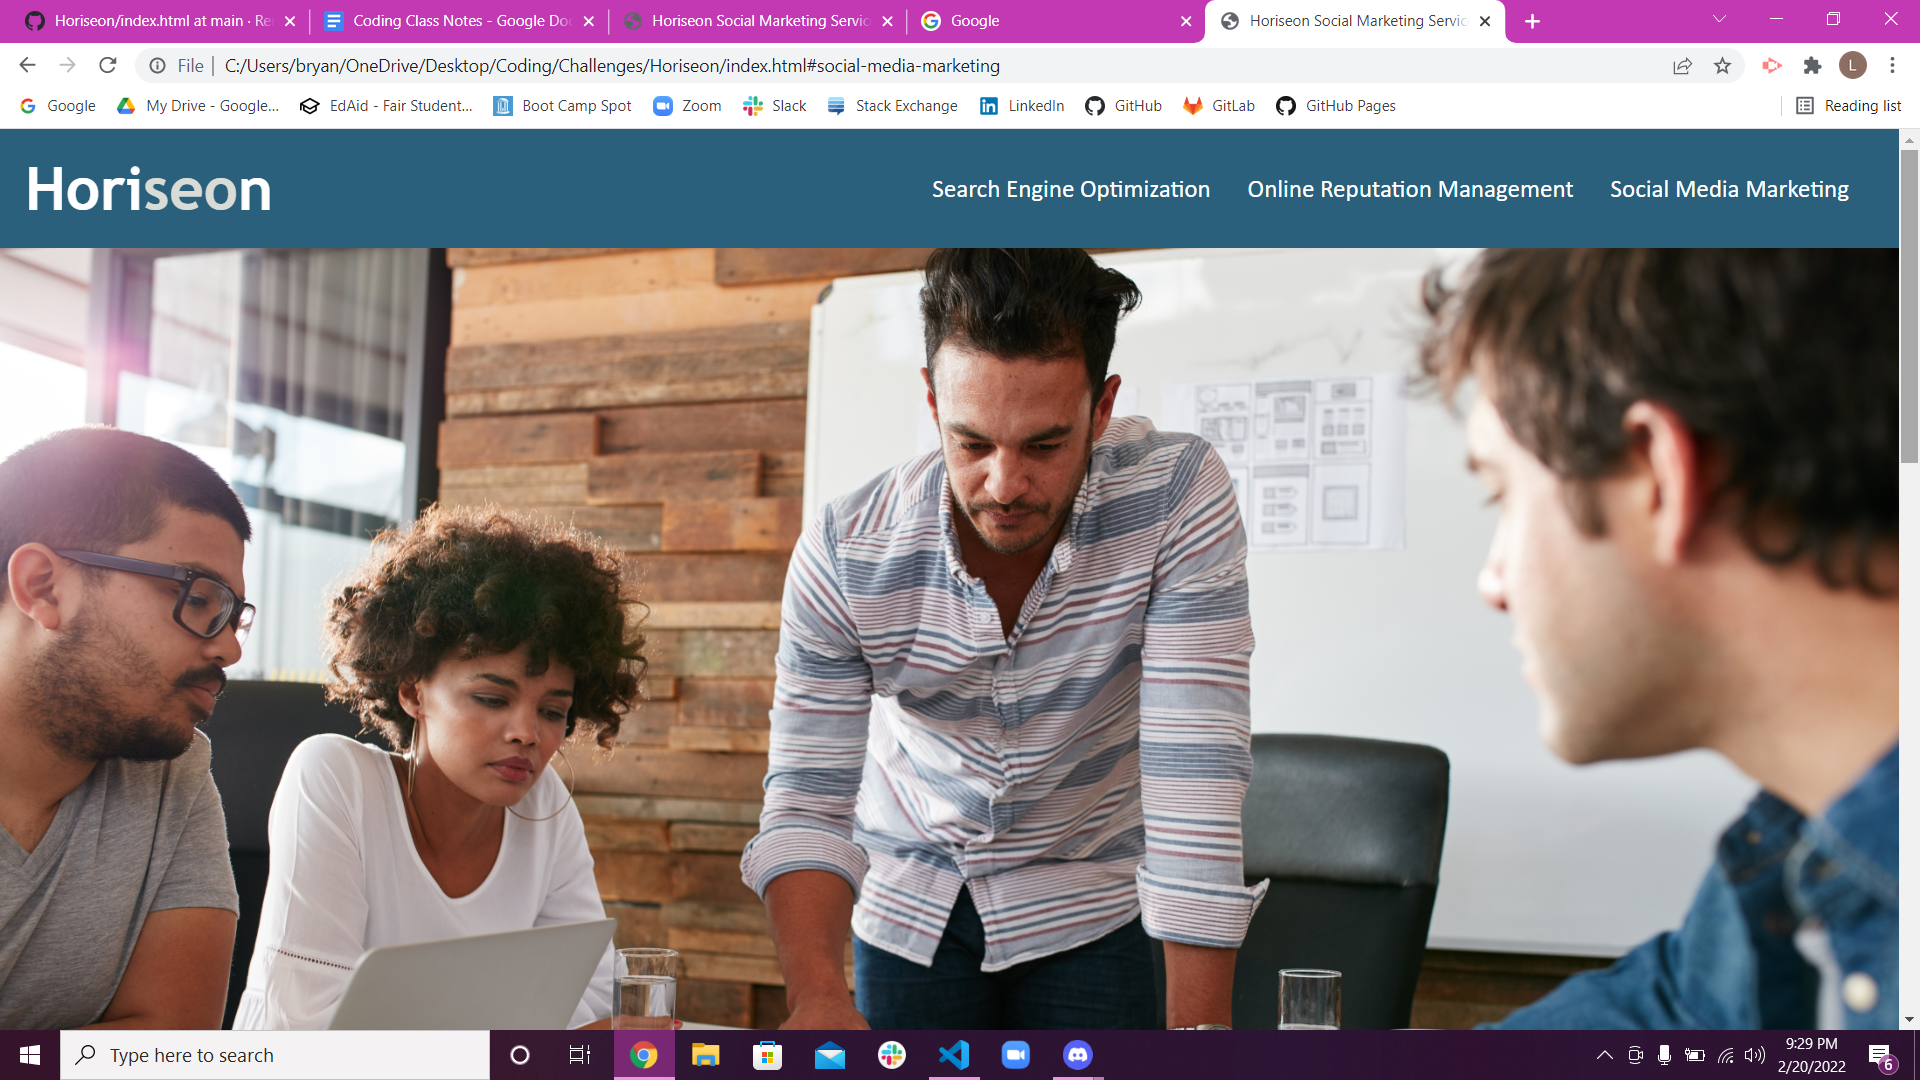 Horiseon/index.html at main · Re
Coding Class Notes - Google Do
Horiseon Social Marketing Servic
Google
Horiseon Social Marketing Servic
File
C:/Users/bryan/OneDrive/Desktop/Coding/Challenges/Horiseon/index.html#social-media-marketing
L
Google
My Drive - Google...
EdAid - Fair Student...
Boot Camp Spot
Zoom
Slack
Stack Exchange
LinkedIn
GitHub
GitLab
GitHub Pages
Reading list
Horiseon
Search Engine Optimization
Online Reputation Management
Social Media Marketing
Type here to search
9:29 PM
2/20/2022
6